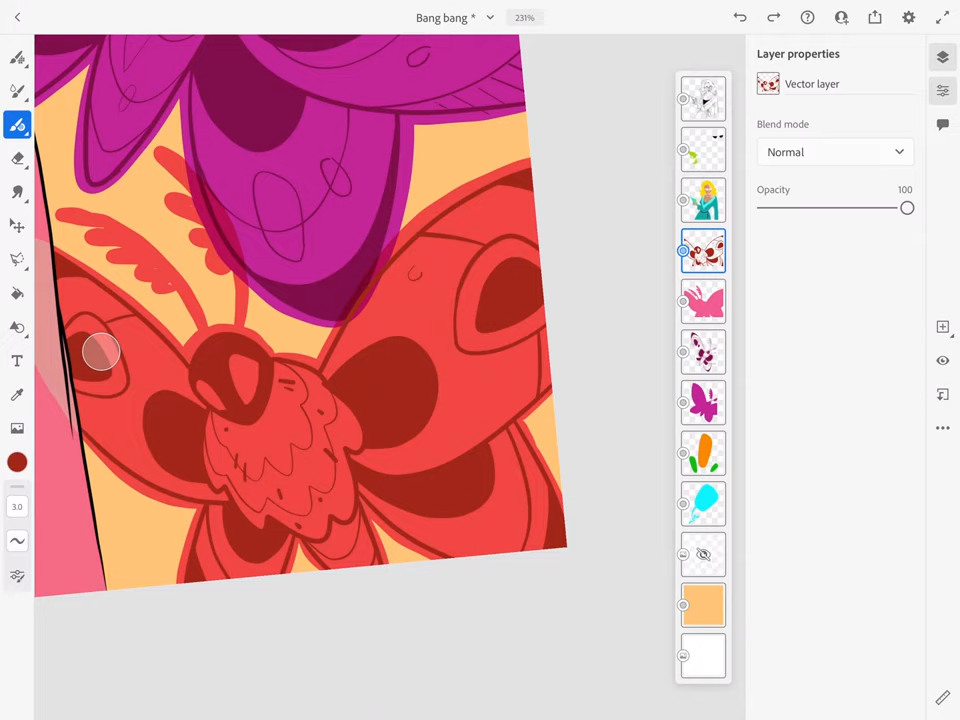 Bang bang *
231%
Layer properties
Vector layer
Blend mode
Normal
Opacity
100
T
3.0